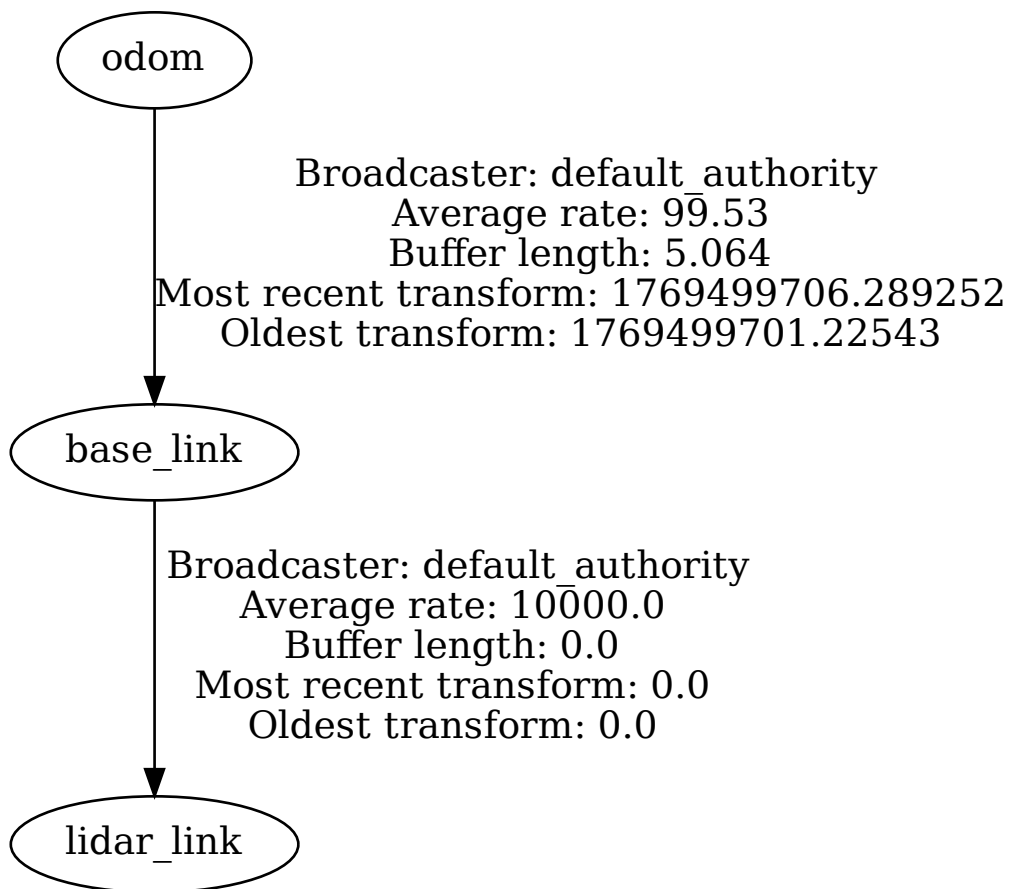 odom
Broadcaster: default_authority
Average rate: 99.53
Buffer length: 5.064
Most recent transform: 1769499706.289252
Oldest transform: 1769499701.22543
base_link
Broadcaster: default_authority
Average rate: 10000.0
Buffer length: 0.0
Most recent transform: 0.0
Oldest transform: 0.0
lidar_link